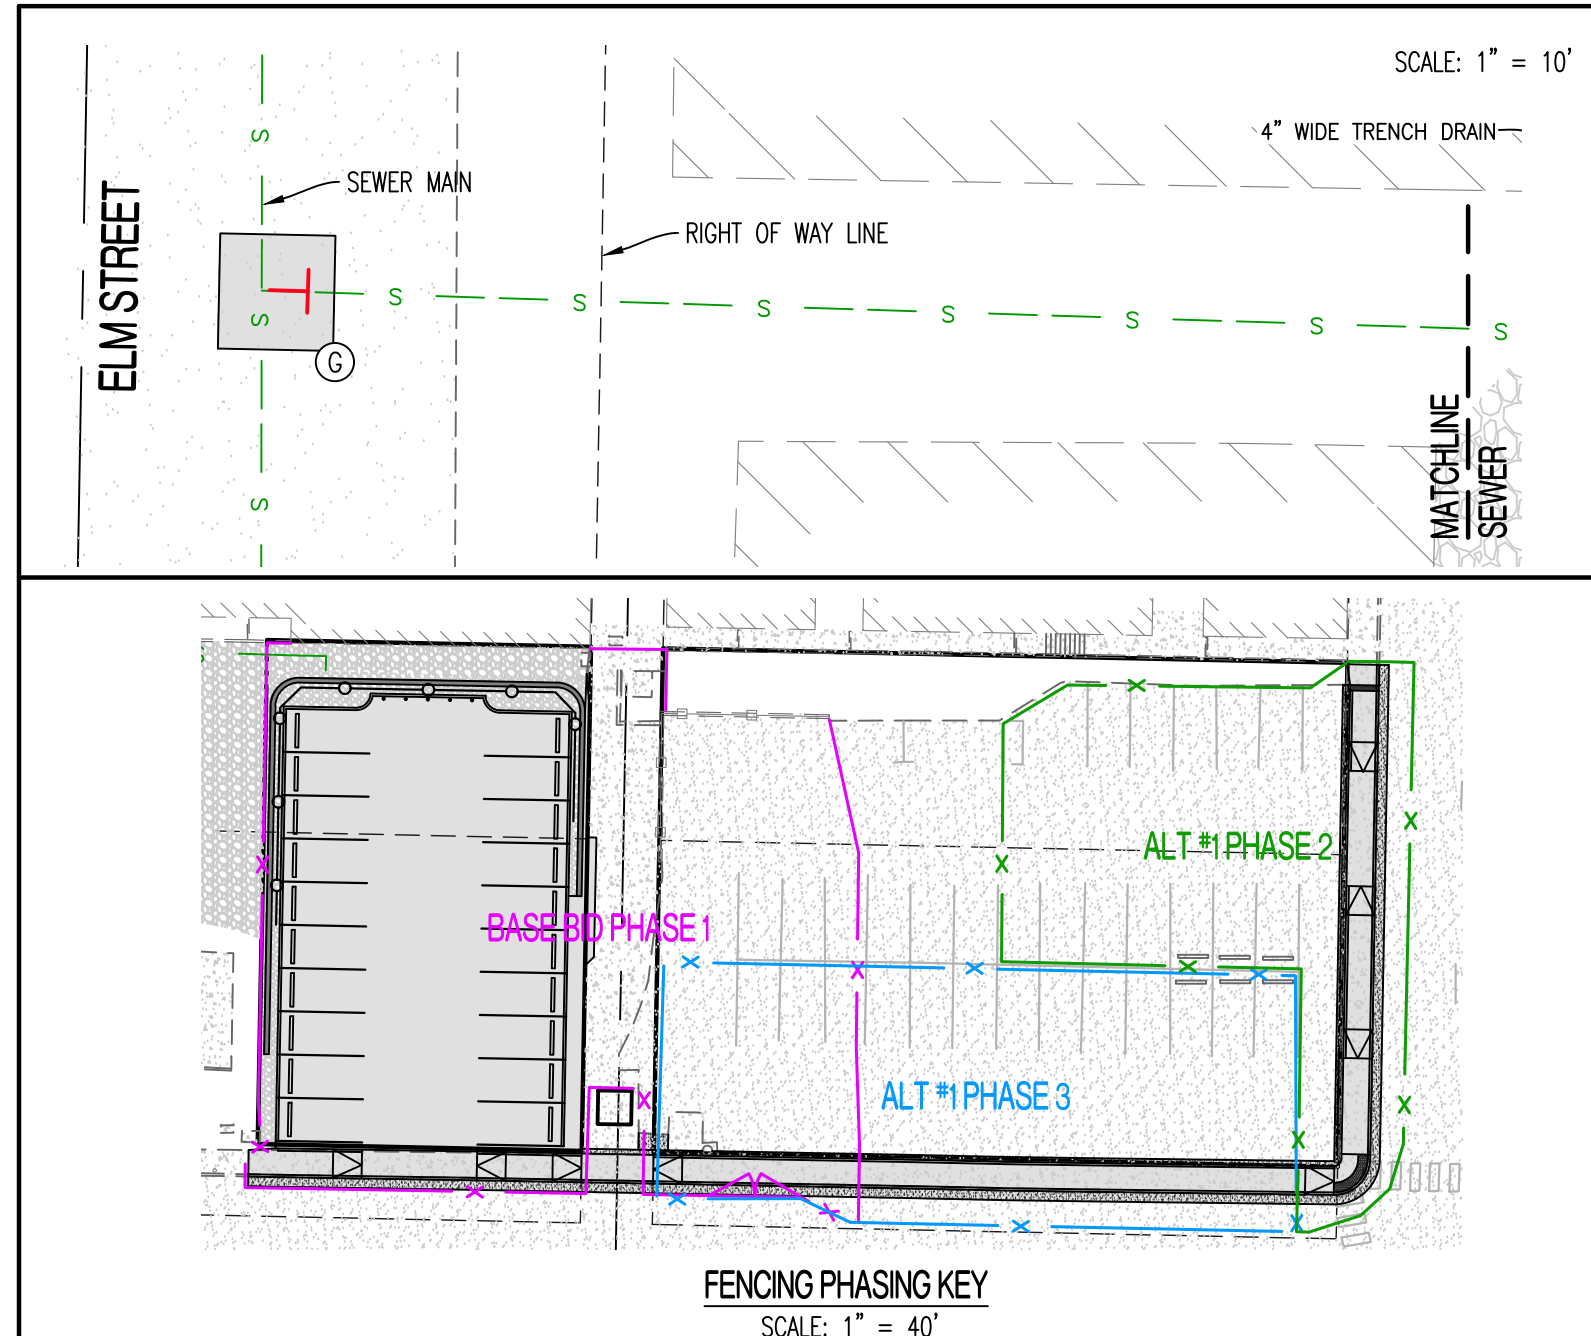 SCALE: 1" = 10'
4" WIDE TRENCH DRAIN
S
SEWER MAIN
ELM STREET
RIGHT OF WAY LINE
S
S
S
S
S
S
S
S
G
S
MATCHLINE
SEWER
S
ALT #1 PHASE 2
BASE BID PHASE 1
ALT #1 PHASE 3
FENCING PHASING KEY
SCALE: 1" = 40'